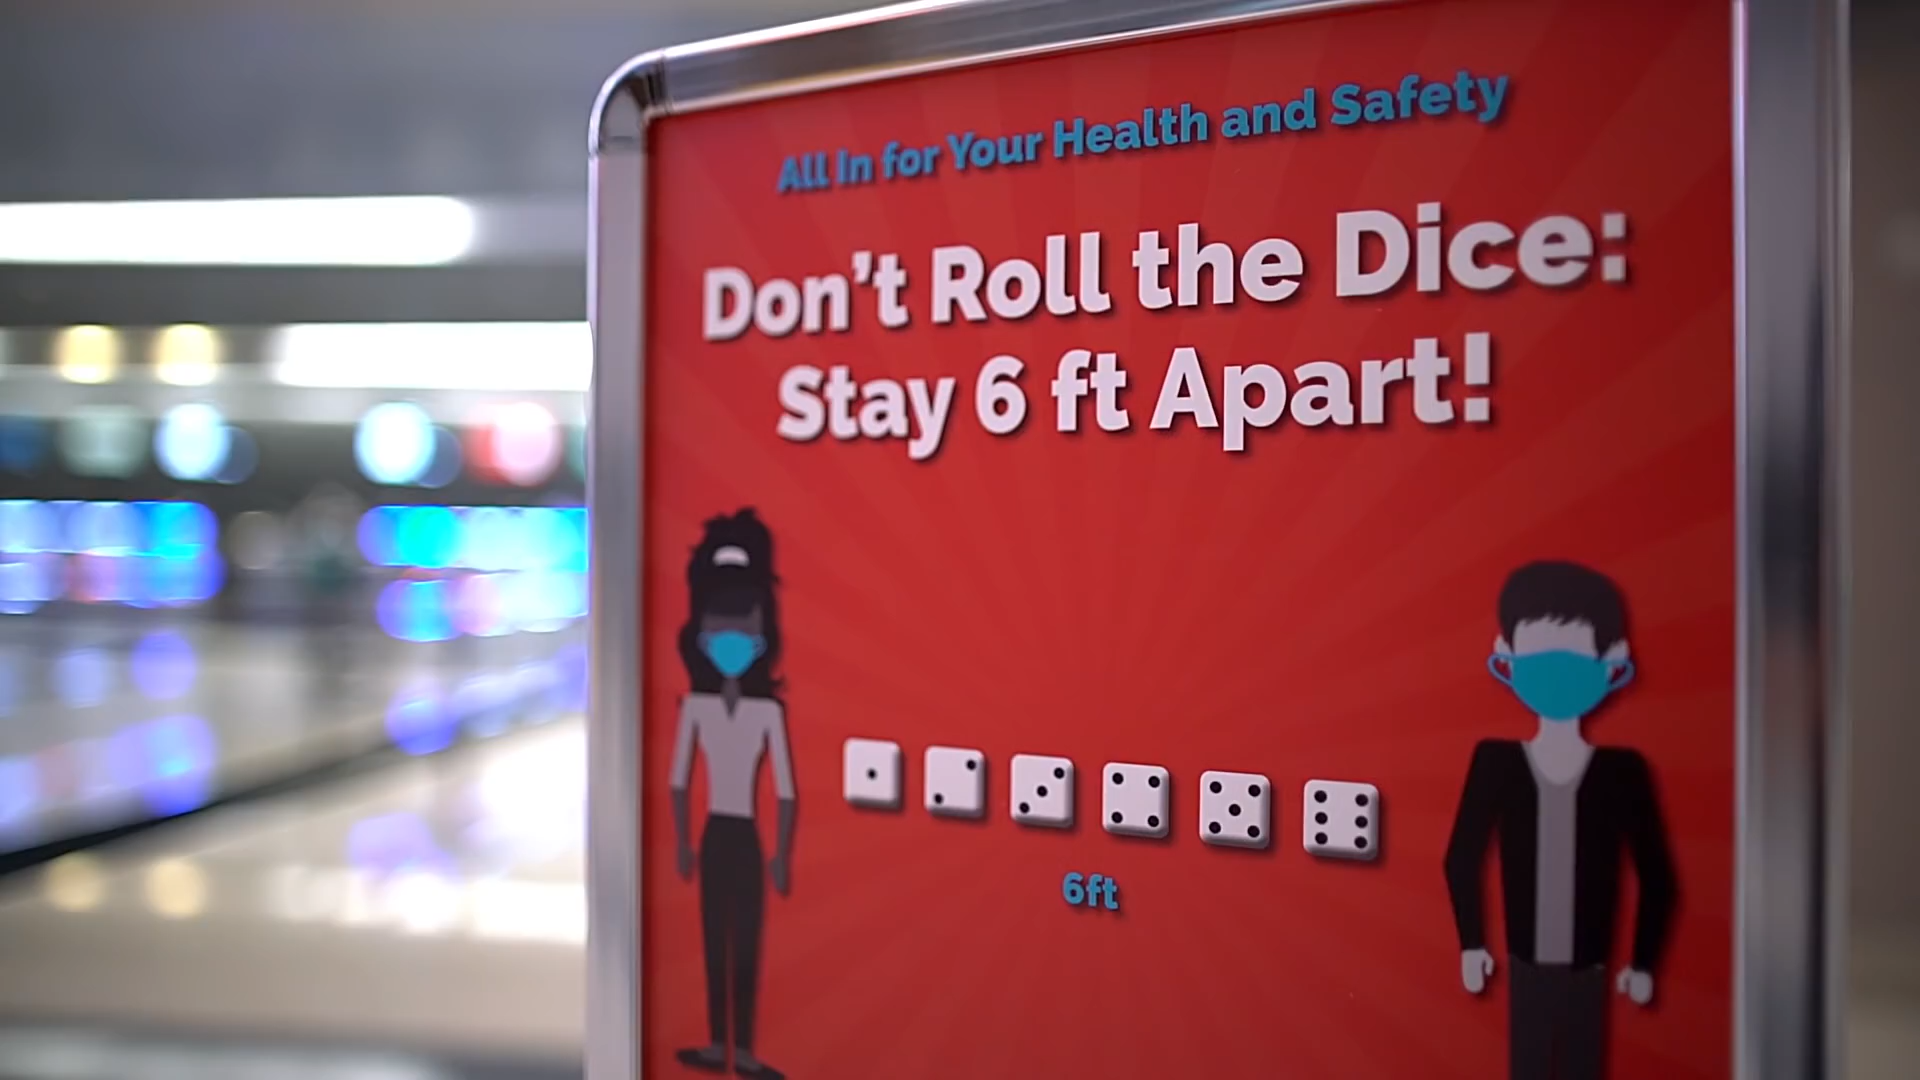 All In for Your Health and Safety
Don't Roll the Dice:
Stay 6 ft Apart!
6ft